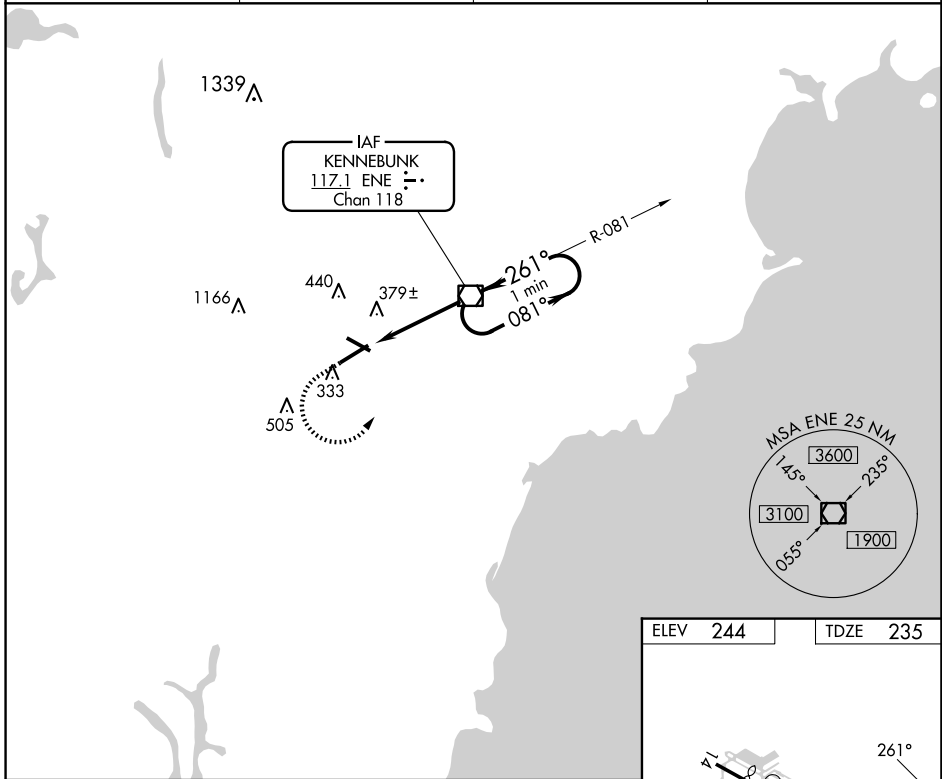 1339
IAF
KENNEBUNK
117.1 ENE
Chan 118
R-081
261°
1 min
081°
440
379±
1166
333
505
MSA ENE 25 NM
3600
145°
235°
3100
1900
055°
ELEV 244
TDZE 235
261°
14